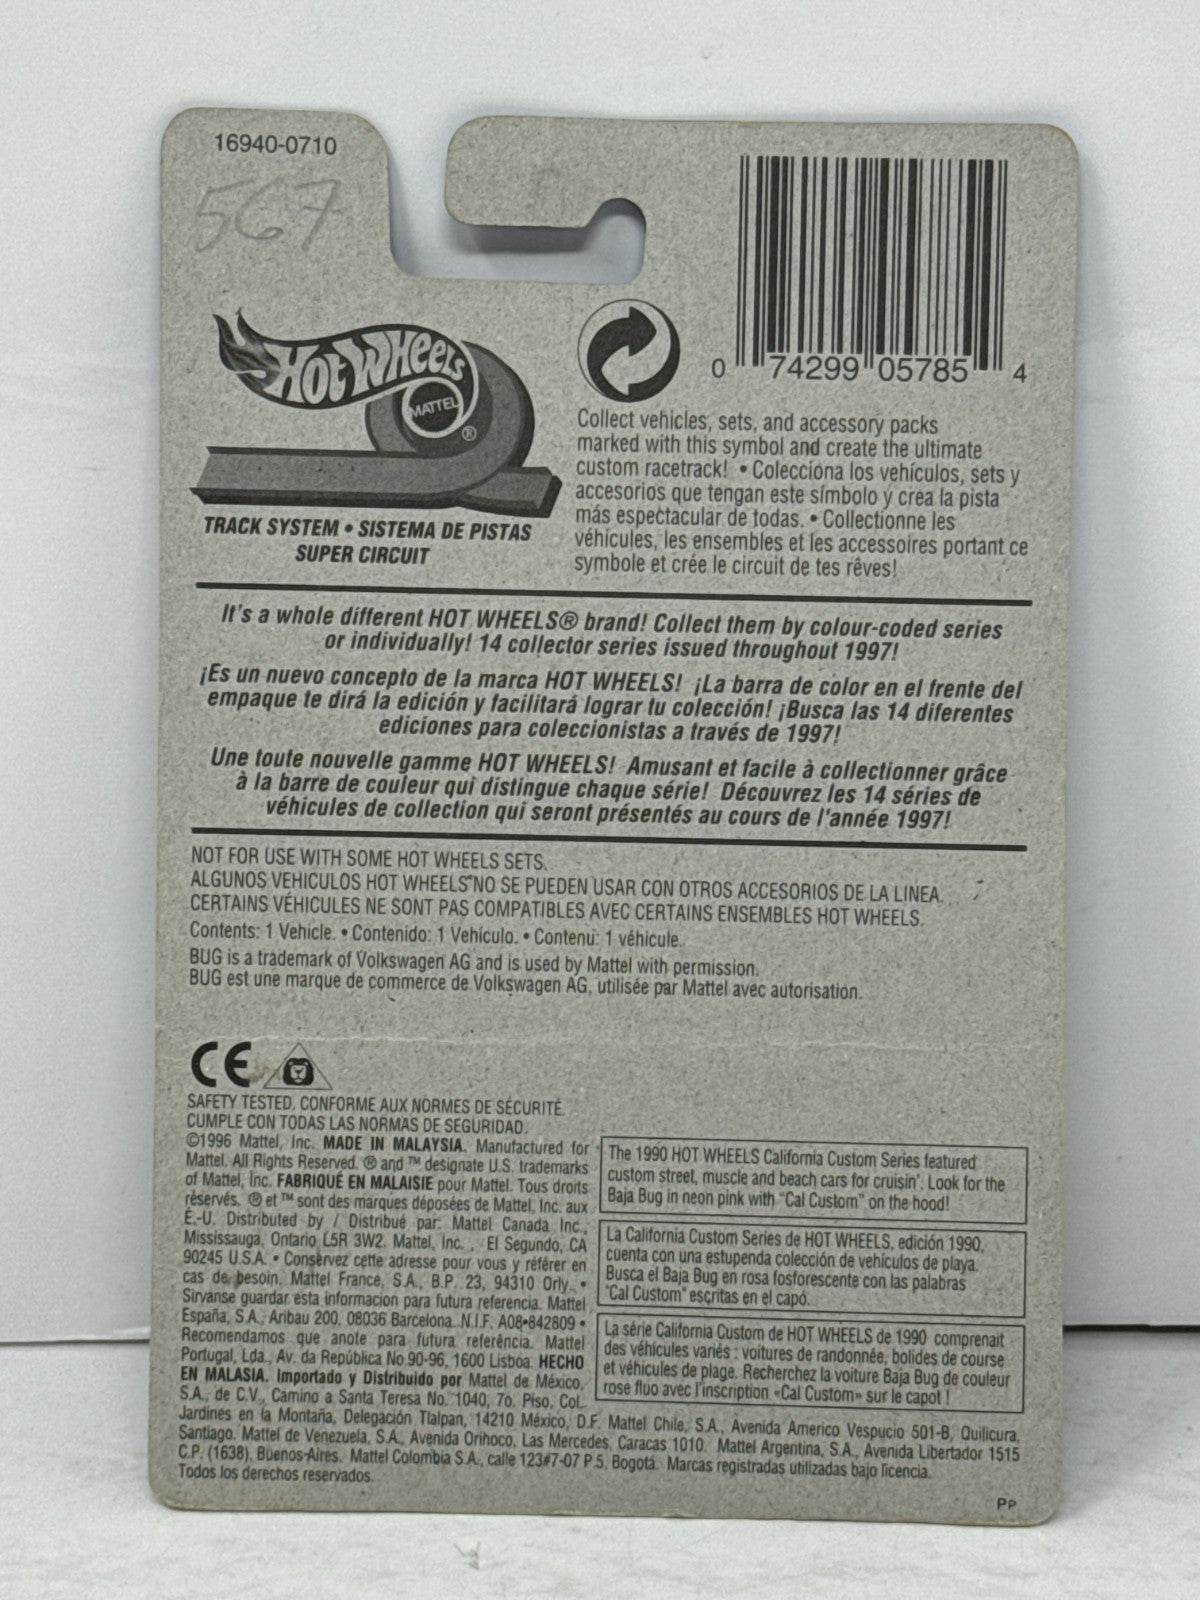 16940-0710
567
HOT WHEELS
MATTEL
®
TRACK SYSTEM • SISTEMA DE PISTAS
SUPER CIRCUIT
0 74299 05785 4
Collect vehicles, sets, and accessory packs
marked with this symbol and create the ultimate
custom racetrack! • Colecciona los vehículos, sets y
accesorios que tengan este símbolo y crea la pista
más espectacular de todas. • Collectionne les
véhicules, les ensembles et les accessoires portant ce
symbole et crée le circuit de tes rêves!
It's a whole different HOT WHEELS® brand! Collect them by colour-coded series
or individually! 14 collector series issued throughout 1997!
¡Es un nuevo concepto de la marca HOT WHEELS! ¡La barra de color en el frente del
empaque te dirá la edición y facilitará lograr tu colección! ¡Busca las 14 diferentes
ediciones para coleccionistas a través de 1997!
Une toute nouvelle gamme HOT WHEELS! Amusant et facile à collectionner grâce
à la barre de couleur qui distingue chaque série! Découvrez les 14 séries de
véhicules de collection qui seront présentés au cours de l'année 1997!
NOT FOR USE WITH SOME HOT WHEELS SETS.
ALGUNOS VEHICULOS HOT WHEELS NO SE PUEDEN USAR CON OTROS ACCESORIOS DE LA LINEA.
CERTAINS VÉHICULES NE SONT PAS COMPATIBLES AVEC CERTAINS ENSEMBLES HOT WHEELS.
Contents: 1 Vehicle. • Contenido: 1 Vehículo. • Contenu: 1 véhicule.
BUG is a trademark of Volkswagen AG and is used by Mattel with permission.
BUG est une marque de commerce de Volkswagen AG, utilisée par Mattel avec autorisation.
CE
SAFETY TESTED. CONFORME AUX NORMES DE SÉCURITÉ.
CUMPLE CON TODAS LAS NORMAS DE SEGURIDAD.
©1996 Mattel, Inc. MADE IN MALAYSIA. Manufactured for
Mattel. All Rights Reserved. ® and ™ designate U.S. trademarks
of Mattel, Inc. FABRIQUÉ EN MALAISIE pour Mattel. Tous droits
réservés. ® et ™ sont des marques déposées de Mattel, Inc. aux
É.-U. Distributed by / Distribué par: Mattel Canada Inc.,
Mississauga, Ontario L5R 3W2. Mattel, Inc., El Segundo, CA
90245 U.S.A. • Conservez cette adresse pour vous y référer en
cas de besoin. Mattel France, S.A., B.P. 23, 94310 Orly. •
Sirvanse guardar esta informacion para futura referencia. Mattel
España, S.A., Aribau 200, 08036 Barcelona. N.I.F. A08-842809 •
Recomendamos que anote para futura referência. Mattel
Portugal, Lda., Av. da República No.90-96, 1600 Lisboa. HECHO
EN MALASIA. Importado y Distribuido por Mattel de México,
S.A., de C.V., Camino a Santa Teresa No. 1040, 7o. Piso, Col.
Jardines en la Montaña, Delegación Tlalpan, 14210 México, D.F. Mattel Chile, S.A., Avenida Americo Vespucio 501-B, Quilicura,
Santiago. Mattel de Venezuela, S.A., Avenida Orihoco, Las Mercedes, Caracas 1010. Mattel Argentina, S.A., Avenida Libertador 1515
C.P. (1638), Buenos-Aires. Mattel Colombia S.A., calle 123#7-07 P.5, Bogotá. Marcas registradas utilizadas bajo licencia.
Todos los derechos reservados.
The 1990 HOT WHEELS California Custom Series featured
custom street, muscle and beach cars for cruisin'. Look for the
Baja Bug in neon pink with "Cal Custom" on the hood!
La California Custom Series de HOT WHEELS, edición 1990,
cuenta con una estupenda colección de vehículos de playa.
Busca el Baja Bug en rosa fosforescente con las palabras
"Cal Custom" escritas en el capó.
La série California Custom de HOT WHEELS de 1990 comprenait
des véhicules variés : voitures de randonnée, bolides de course
et véhicules de plage. Recherchez la voiture Baja Bug de couleur
rose fluo avec l'inscription «Cal Custom» sur le capot !
PP